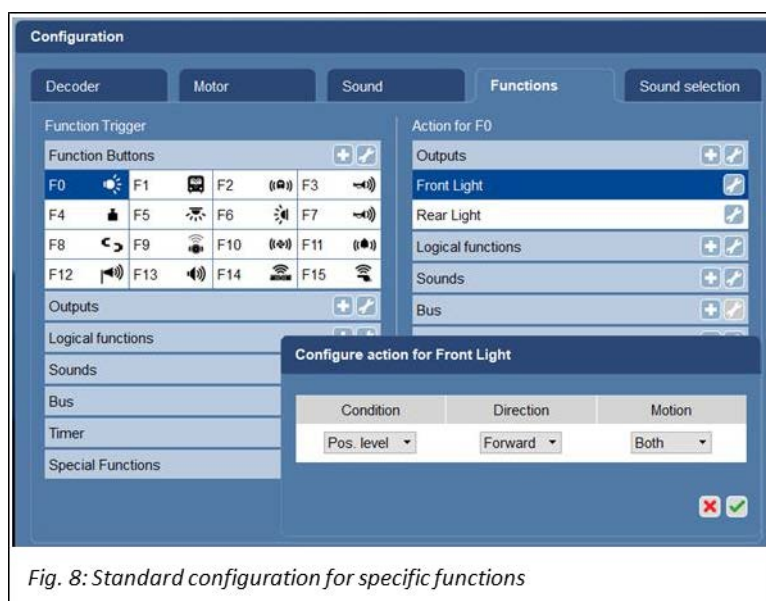 Configuration
Decoder Motor Sound Functions Sound selection
Function Trigger
Function Buttons
F0 F1 F2 F3
F4 F5 F6 F7
F8 F9 F10 F11
F12 F13 F14 F15
Outputs
Logical functions
Sounds
Bus
Timer
Special Functions
Action for F0
Outputs
Front Light
Rear Light
Logical functions
Sounds
Bus
Configure action for Front Light
Condition Direction Motion
Pos. level Forward Both
Fig. 8: Standard configuration for specific functions